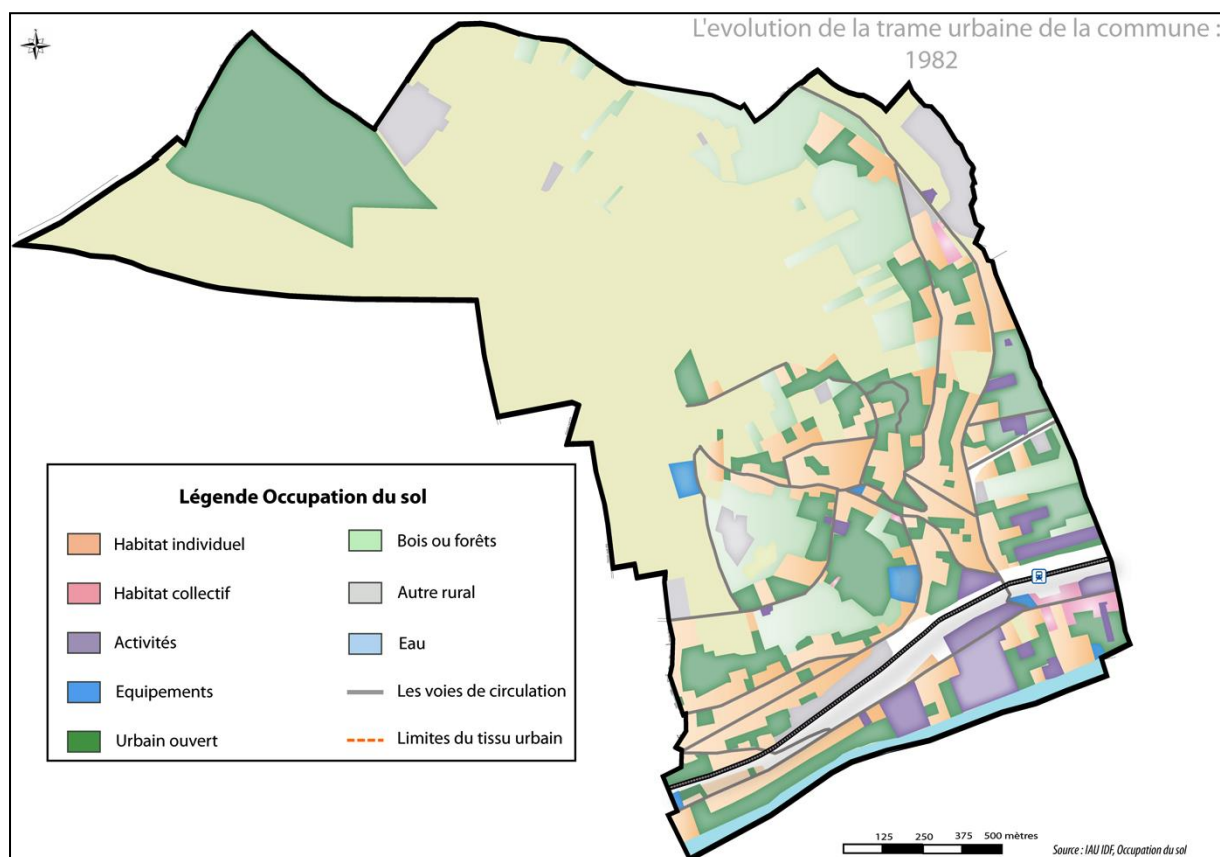 L'evolution de la trame urbaine de la commune :
1982
Légende Occupation du sol
Habitat individuel
Habitat collectif
Activités
Equipements
Urbain ouvert
Bois ou forêts
Autre rural
Eau
Les voies de circulation
Limites du tissu urbain
125 250 375 500 mètres
Source : IAU IDF, Occupation du sol